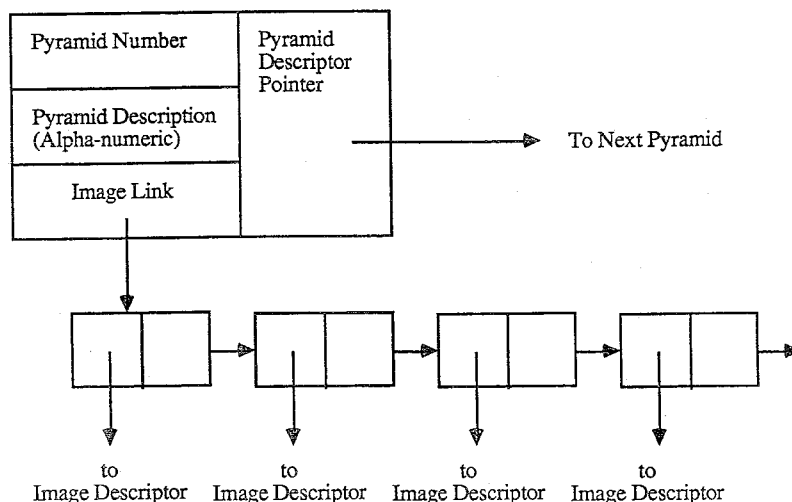 Pyramid Number
Pyramid Description
(Alpha-numeric)
Image Link
Pyramid
Descriptor
Pointer
To Next Pyramid
to
Image Descriptor
to
Image Descriptor
to
Image Descriptor
to
Image Descriptor